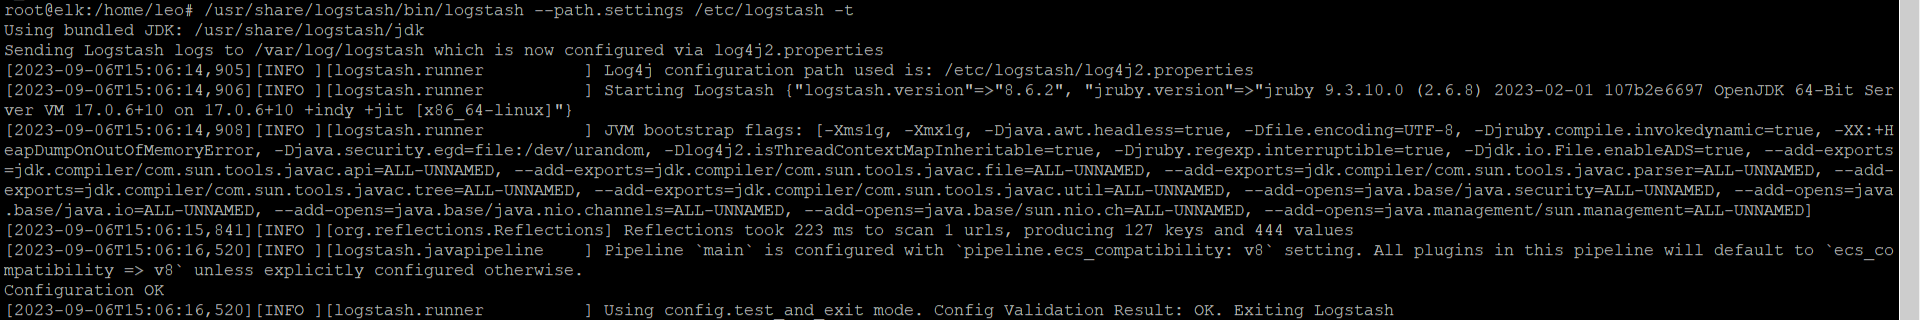 root@elk:/home/leo# /usr/share/logstash/bin/logstash --path.settings /etc/logstash -t
Using bundled JDK: /usr/share/logstash/jdk
Sending Logstash logs to /var/log/logstash which is now configured via log4j2.properties
[2023-09-06T15:06:14,905][INFO ][logstash.runner          ] Log4j configuration path used is: /etc/logstash/log4j2.properties
[2023-09-06T15:06:14,906][INFO ][logstash.runner          ] Starting Logstash {"logstash.version"=>"8.6.2", "jruby.version"=>"jruby 9.3.10.0 (2.6.8) 2023-02-01 107b2e6697 OpenJDK 64-Bit Ser
ver VM 17.0.6+10 on 17.0.6+10 +indy +jit [x86_64-linux]"}
[2023-09-06T15:06:14,908][INFO ][logstash.runner          ] JVM bootstrap flags: [-Xms1g, -Xmx1g, -Djava.awt.headless=true, -Dfile.encoding=UTF-8, -Djruby.compile.invokedynamic=true, -XX:+H
eapDumpOnOutOfMemoryError, -Djava.security.egd=file:/dev/urandom, -Dlog4j2.isThreadContextMapInheritable=true, -Djruby.regexp.interruptible=true, -Djdk.io.File.enableADS=true, --add-exports
=jdk.compiler/com.sun.tools.javac.api=ALL-UNNAMED, --add-exports=jdk.compiler/com.sun.tools.javac.file=ALL-UNNAMED, --add-exports=jdk.compiler/com.sun.tools.javac.parser=ALL-UNNAMED, --add-
exports=jdk.compiler/com.sun.tools.javac.tree=ALL-UNNAMED, --add-exports=jdk.compiler/com.sun.tools.javac.util=ALL-UNNAMED, --add-opens=java.base/java.security=ALL-UNNAMED, --add-opens=java
.base/java.io=ALL-UNNAMED, --add-opens=java.base/java.nio.channels=ALL-UNNAMED, --add-opens=java.base/sun.nio.ch=ALL-UNNAMED, --add-opens=java.management/sun.management=ALL-UNNAMED]
[2023-09-06T15:06:15,841][INFO ][org.reflections.Reflections] Reflections took 223 ms to scan 1 urls, producing 127 keys and 444 values
[2023-09-06T15:06:16,520][INFO ][logstash.javapipeline    ] Pipeline `main` is configured with `pipeline.ecs_compatibility: v8` setting. All plugins in this pipeline will default to `ecs_co
mpatibility => v8` unless explicitly configured otherwise.
Configuration OK
[2023-09-06T15:06:16,520][INFO ][logstash.runner          ] Using config.test_and_exit mode. Config Validation Result: OK. Exiting Logstash